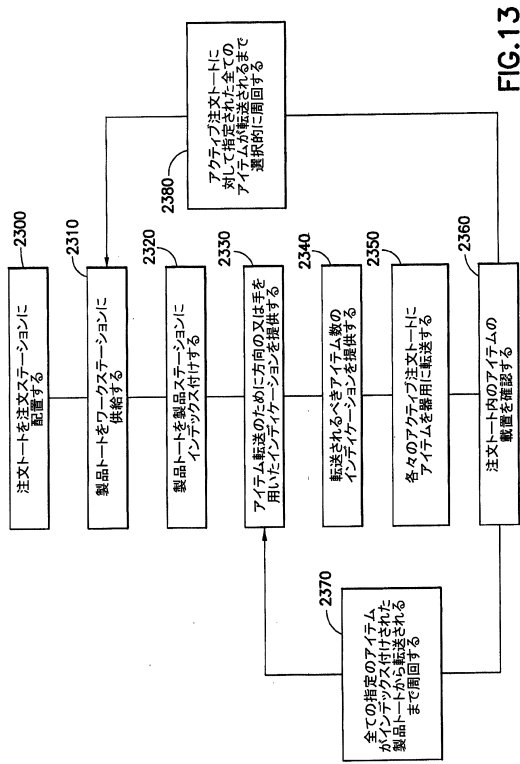 2300
注文トートを注文ステーションに
配置する
2310
製品トートをワークステーションに
供給する
2320
製品トートを製品ステーションに
インデックス付けする
2330
アイテム転送のために方向の又は手を
用いたインディケーションを提供する
2340
転送されるべきアイテム数の
インディケーションを提供する
2350
各々のアクティブ注文トートに
アイテムを器用に転送する
2360
注文トート内のアイテムの
載置を確認する
2370
全ての指定のアイテム
がインデックス付けされた
製品トートから転送される
まで周回する
2380
アクティブ注文トートに
対して指定された全ての
アイテムが転送されるまで
選択的に周回する
FIG.13